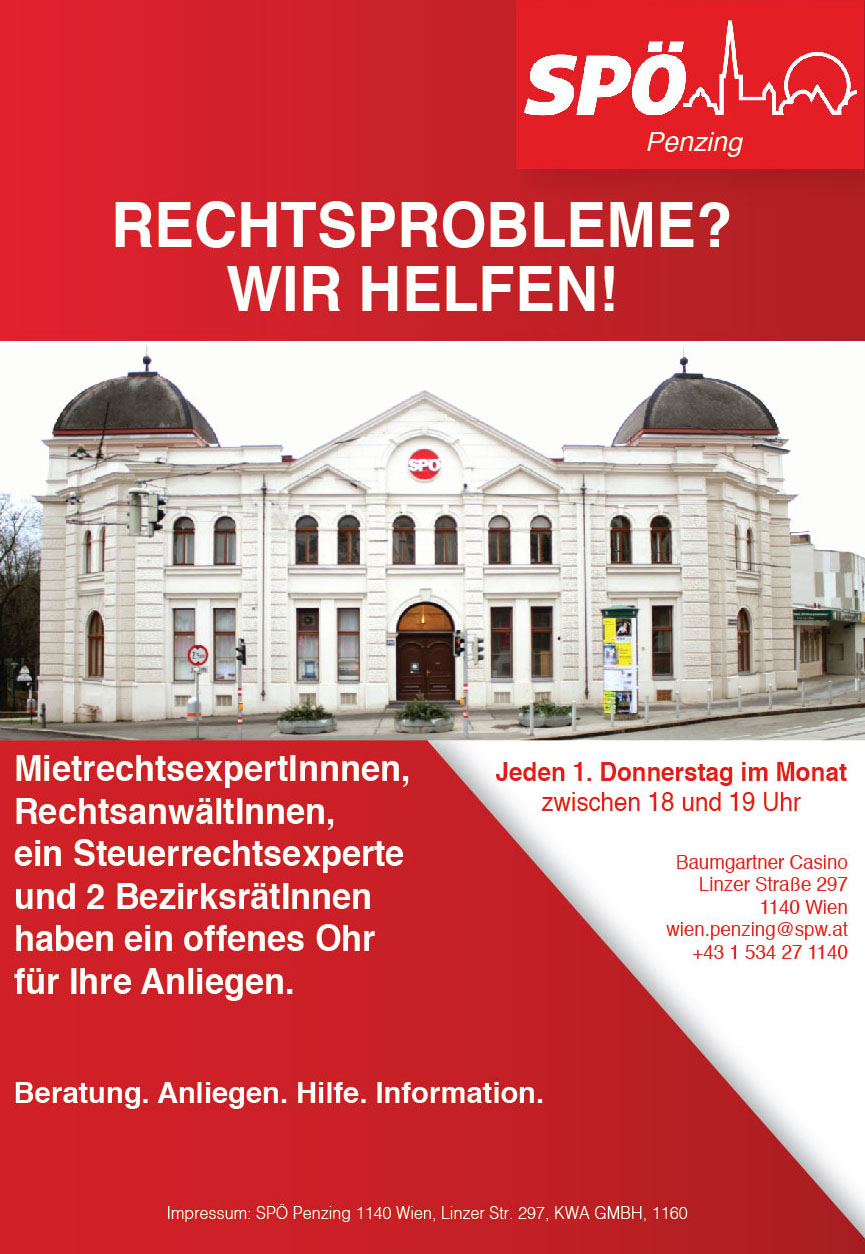 SPÖ
Penzing
RECHTSPROBLEME?
WIR HELFEN!
SPÖ
MietrechtsexpertInnnen,
RechtsanwältInnen,
ein Steuerrechtsexperte
und 2 BezirksrätInnen
haben ein offenes Ohr
für Ihre Anliegen.
Jeden 1. Donnerstag im Monat
zwischen 18 und 19 Uhr
Baumgartner Casino
Linzer Straße 297
1140 Wien
wien.penzing@spw.at
+43 1 534 27 1140
Beratung. Anliegen. Hilfe. Information.
Impressum: SPÖ Penzing 1140 Wien, Linzer Str. 297, KWA GMBH, 1160